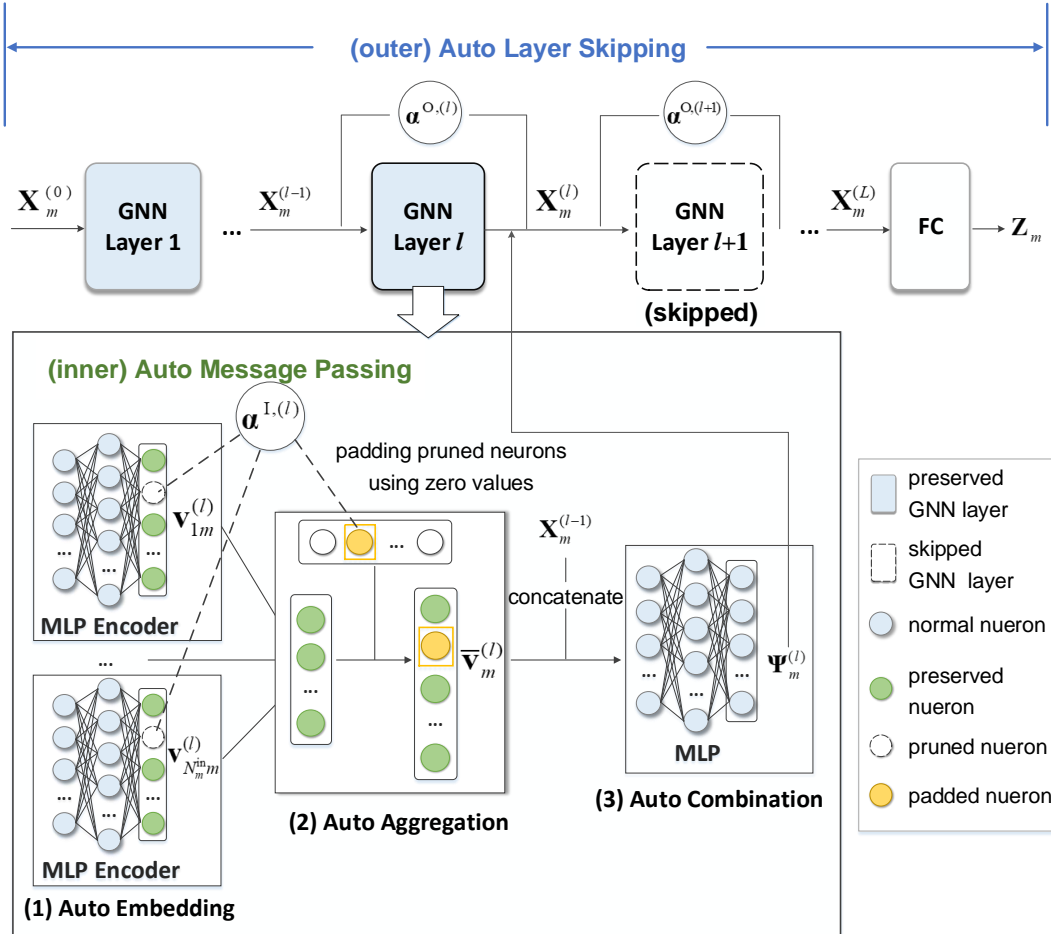 (outer) Auto Layer Skipping
α^{O,(l)}
α^{O,(l+1)}
X_m^{(0)}
GNN
Layer 1
...
X_m^{(l-1)}
GNN
Layer l
X_m^{(l)}
GNN
Layer l+1
(skipped)
...
X_m^{(L)}
FC
Z_m
(inner) Auto Message Passing
α^{I,(l)}
padding pruned neurons
using zero values
...
...
...
v_{1m}^{(l)}
MLP Encoder
...
...
...
...
v_{N_m^{in}m}^{(l)}
MLP Encoder
(1) Auto Embedding
...
...
...
v̅_m^{(l)}
(2) Auto Aggregation
X_m^{(l-1)}
concatenate
...
...
...
MLP
Ψ_m^{(l)}
(3) Auto Combination
preserved
GNN layer
skipped
GNN layer
normal nueron
preserved
nueron
pruned nueron
padded nueron